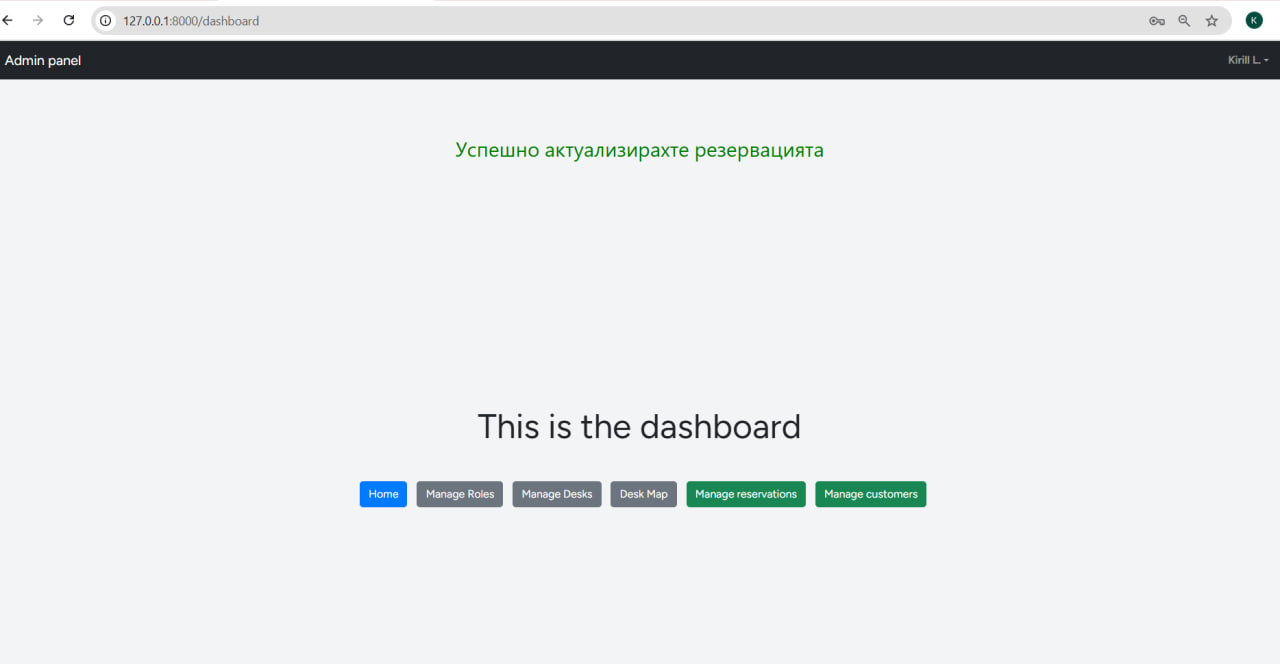 127.0.0.1:8000/dashboard
K
Admin panel
Kirill L.
Успешно актуализирахте резервацията
This is the dashboard
Home Manage Roles Manage Desks Desk Map Manage reservations Manage customers